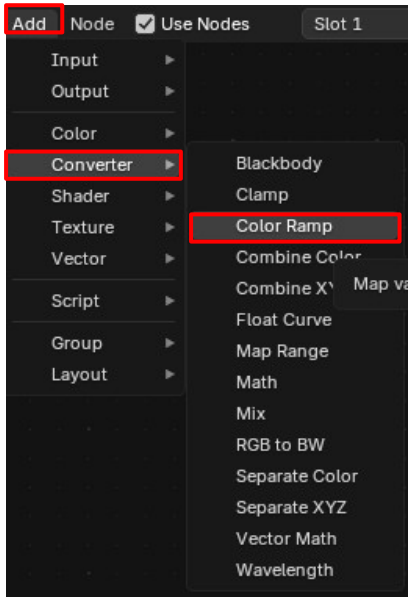 Add Node Use Nodes Slot 1
Input
Output
Color
Converter
Shader
Texture
Vector
Script
Group
Layout
Blackbody
Clamp
Color Ramp
Combine Color
Combine
Map
Float Curve
Map Range
Math
Mix
RGB to BW
Separate Color
Separate XYZ
Vector Math
Wavelength